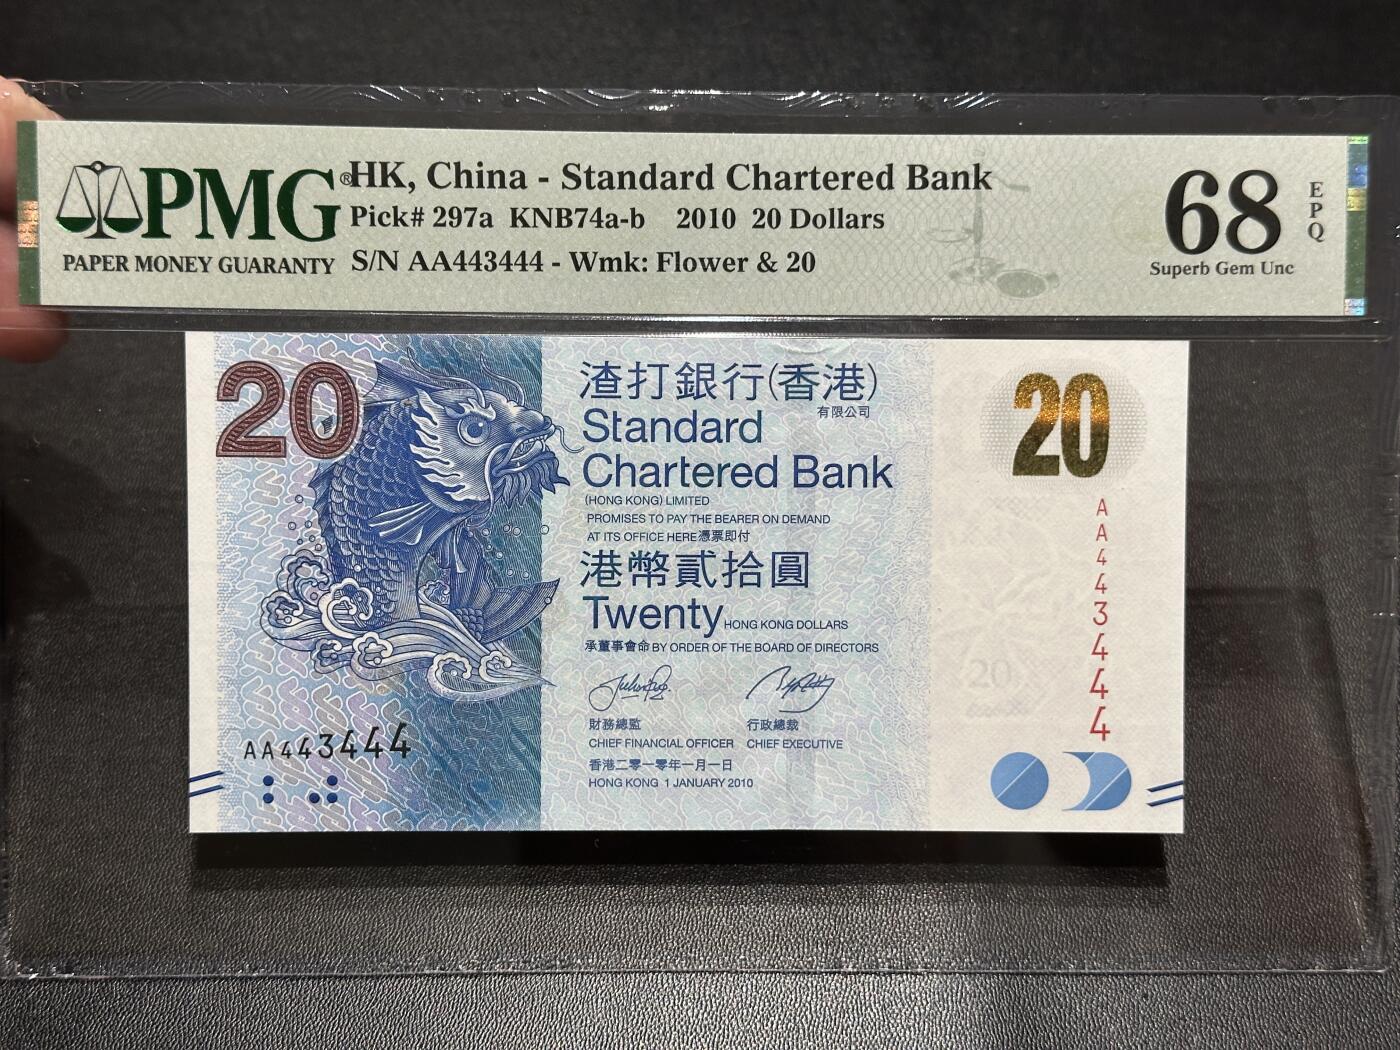 PMG®
PAPER MONEY GUARANTY
HK, China - Standard Chartered Bank
Pick# 297a KNB74a-b 2010 20 Dollars
S/N AA443444 - Wmk: Flower & 20
68
EPQ
Superb Gem Unc
20
渣打銀行(香港)
有限公司
Standard
Chartered Bank
(HONG KONG) LIMITED
PROMISES TO PAY THE BEARER ON DEMAND
AT ITS OFFICE HERE憑票即付
港幣貳拾圓
Twenty HONG KONG DOLLARS
承董事會命 BY ORDER OF THE BOARD OF DIRECTORS
財務總監 行政總裁
CHIEF FINANCIAL OFFICER CHIEF EXECUTIVE
香港二零一零年一月一日
HONG KONG 1 JANUARY 2010
AA443444
20
AA443444
20